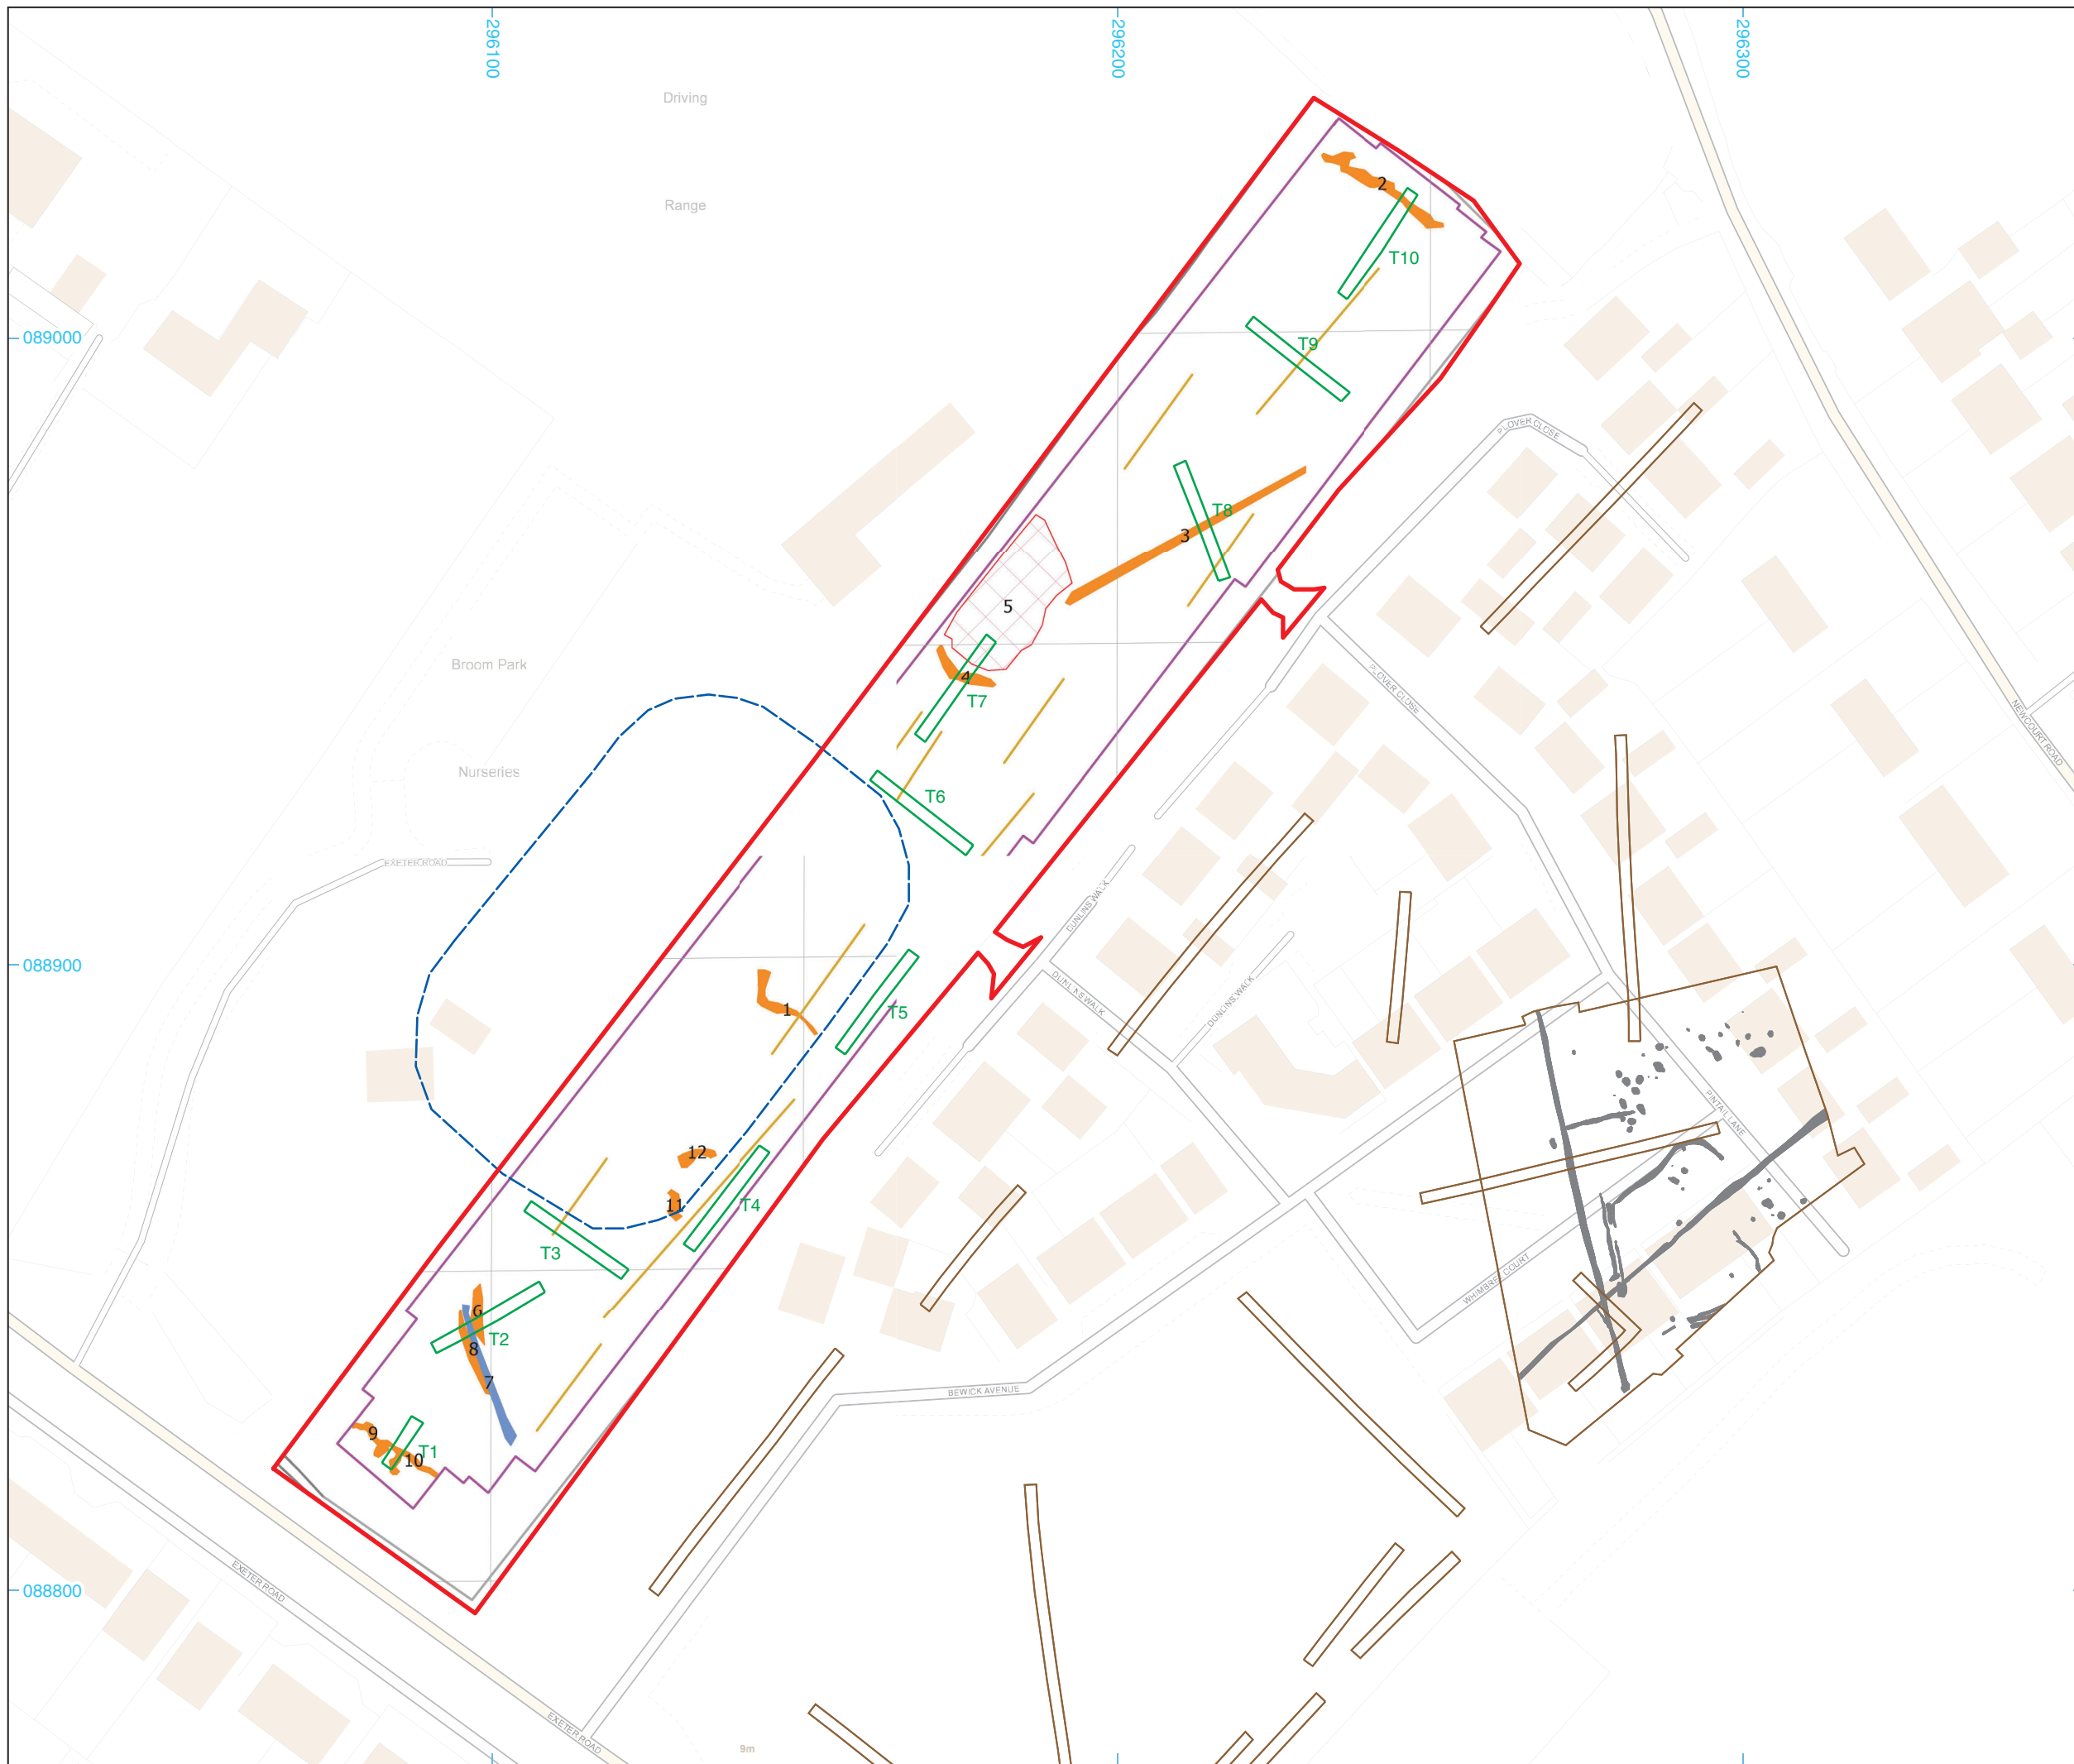 296100
296200
296300
Driving
Range
2
T10
089000
T9
PLOVER CLOSE
T8
3
5
Broom Park
4
T7
PLOVER CLOSE
NEWCOURT ROAD
Nurseries
T6
EXETER ROAD
DUNLINS WALK
088900
DUNLINS WALK
DUNLINS WALK
1
T5
PINTAIL LANE
12
11
T4
T3
WHIMBREL COURT
6
T2
8
7
BEWICK AVENUE
9
T1
10
088800
EXETER ROAD
EXETER ROAD
9m